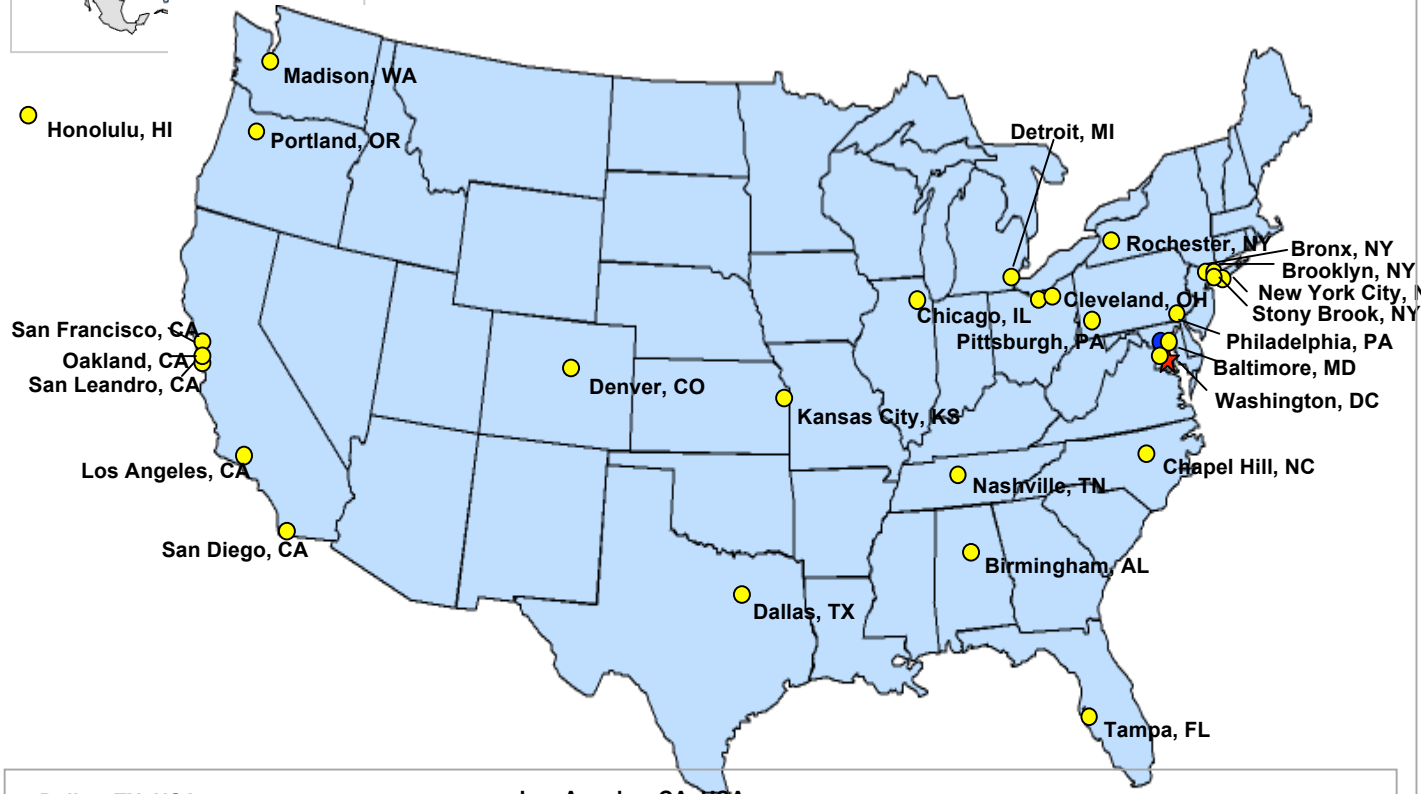 Madison, WA
Honolulu, HI
Portland, OR
Detroit, MI
Rochester, NY
Bronx, NY
Brooklyn, NY
New York City,
Stony Brook, NY
Cleveland, OH
Chicago, IL
Pittsburgh, PA
Philadelphia, PA
Baltimore, MD
Washington, DC
San Francisco, CA
Oakland, CA
San Leandro, CA
Denver, CO
Kansas City, KS
Los Angeles, CA
Chapel Hill, NC
Nashville, TN
San Diego, CA
Birmingham, AL
Dallas, TX
Tampa, FL